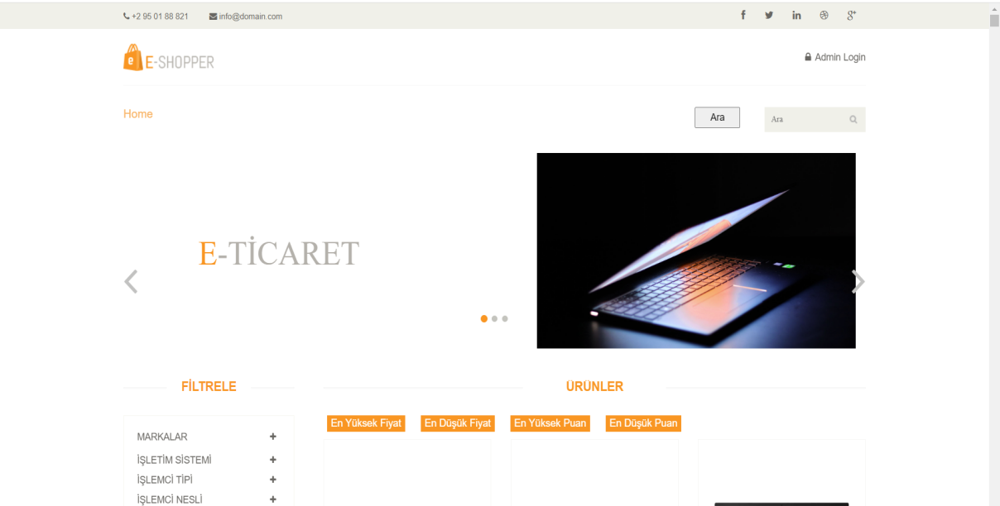 +2 95 01 88 821 info@domain.com
E-SHOPPER
Admin Login
Home
Ara
Ara
E-TİCARET
FİLTRELE
ÜRÜNLER
En Yüksek Fiyat En Düşük Fiyat En Yüksek Puan En Düşük Puan
MARKALAR
İŞLETİM SİSTEMİ
İŞLEMCİ TİPİ
İŞLEMCİ NESLİ